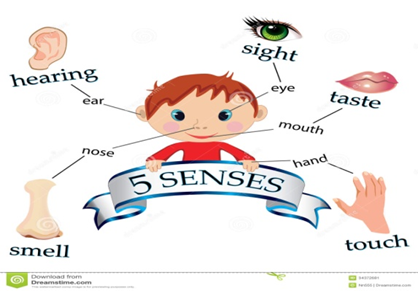 hearing
sight
ear
eye
taste
nose
mouth
hand
5 SENSES
smell
touch
Download from
Dreamstime.com